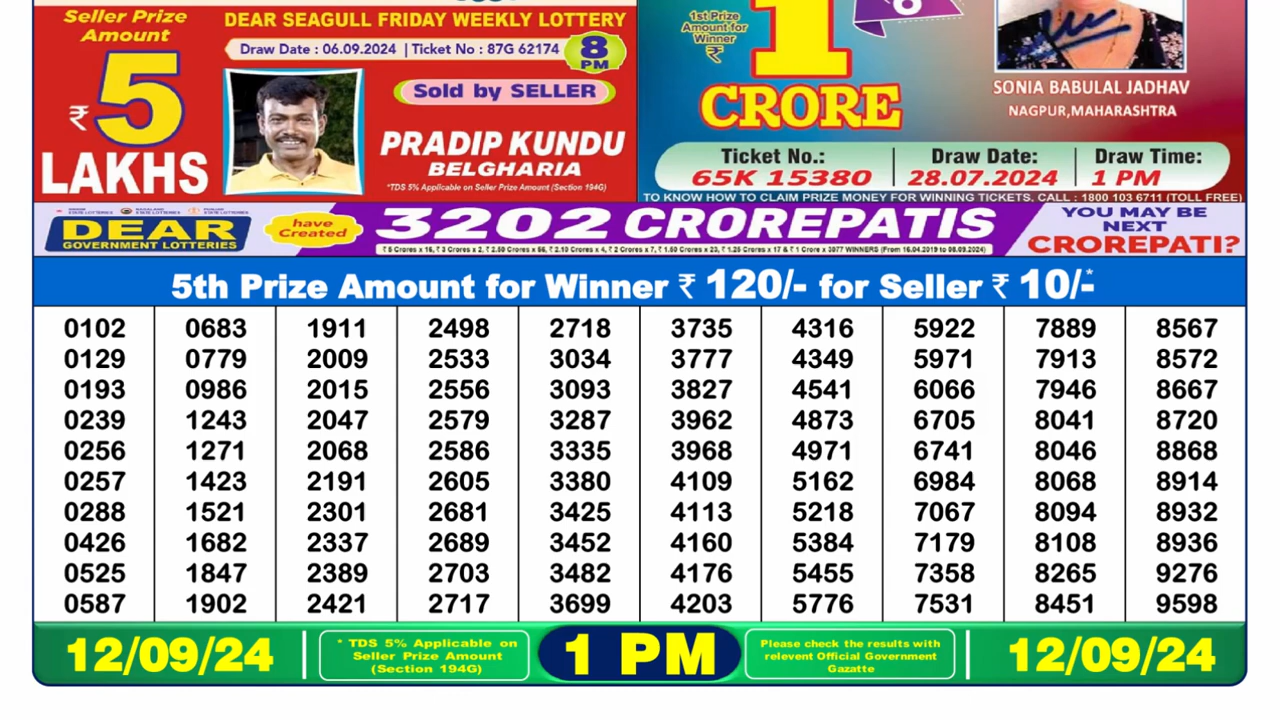 Seller Prize
Amount
₹5
LAKHS
DEAR SEAGULL FRIDAY WEEKLY LOTTERY
Draw Date : 06.09.2024 | Ticket No : 87G 62174
8
PM
Sold by SELLER
PRADIP KUNDU
BELGHARIA
*TDS 5% Applicable on Seller Prize Amount (Section 194G)
1st Prize
Amount for
Winner
₹
1
CRORE
SONIA BABULAL JADHAV
NAGPUR,MAHARASHTRA
Ticket No.: Draw Date: Draw Time:
65K 15380 28.07.2024 1 PM
TO KNOW HOW TO CLAIM PRIZE MONEY FOR WINNING TICKETS, CALL : 1800 103 6711 (TOLL FREE)
DEAR
GOVERNMENT LOTTERIES
have
Created
3202 CROREPATIS
YOU MAY BE
NEXT
CROREPATI?
5th Prize Amount for Winner ₹ 120/- for Seller ₹ 10/-*
0102 0683 1911 2498 2718 3735 4316 5922 7889 8567
0129 0779 2009 2533 3034 3777 4349 5971 7913 8572
0193 0986 2015 2556 3093 3827 4541 6066 7946 8667
0239 1243 2047 2579 3287 3962 4873 6705 8041 8720
0256 1271 2068 2586 3335 3968 4971 6741 8046 8868
0257 1423 2191 2605 3380 4109 5162 6984 8068 8914
0288 1521 2301 2681 3425 4113 5218 7067 8094 8932
0426 1682 2337 2689 3452 4160 5384 7179 8108 8936
0525 1847 2389 2703 3482 4176 5455 7358 8265 9276
0587 1902 2421 2717 3699 4203 5776 7531 8451 9598
12/09/24
* TDS 5% Applicable on
Seller Prize Amount
(Section 194G)
1 PM
Please check the results with
relevent Official Government
Gazatte
12/09/24